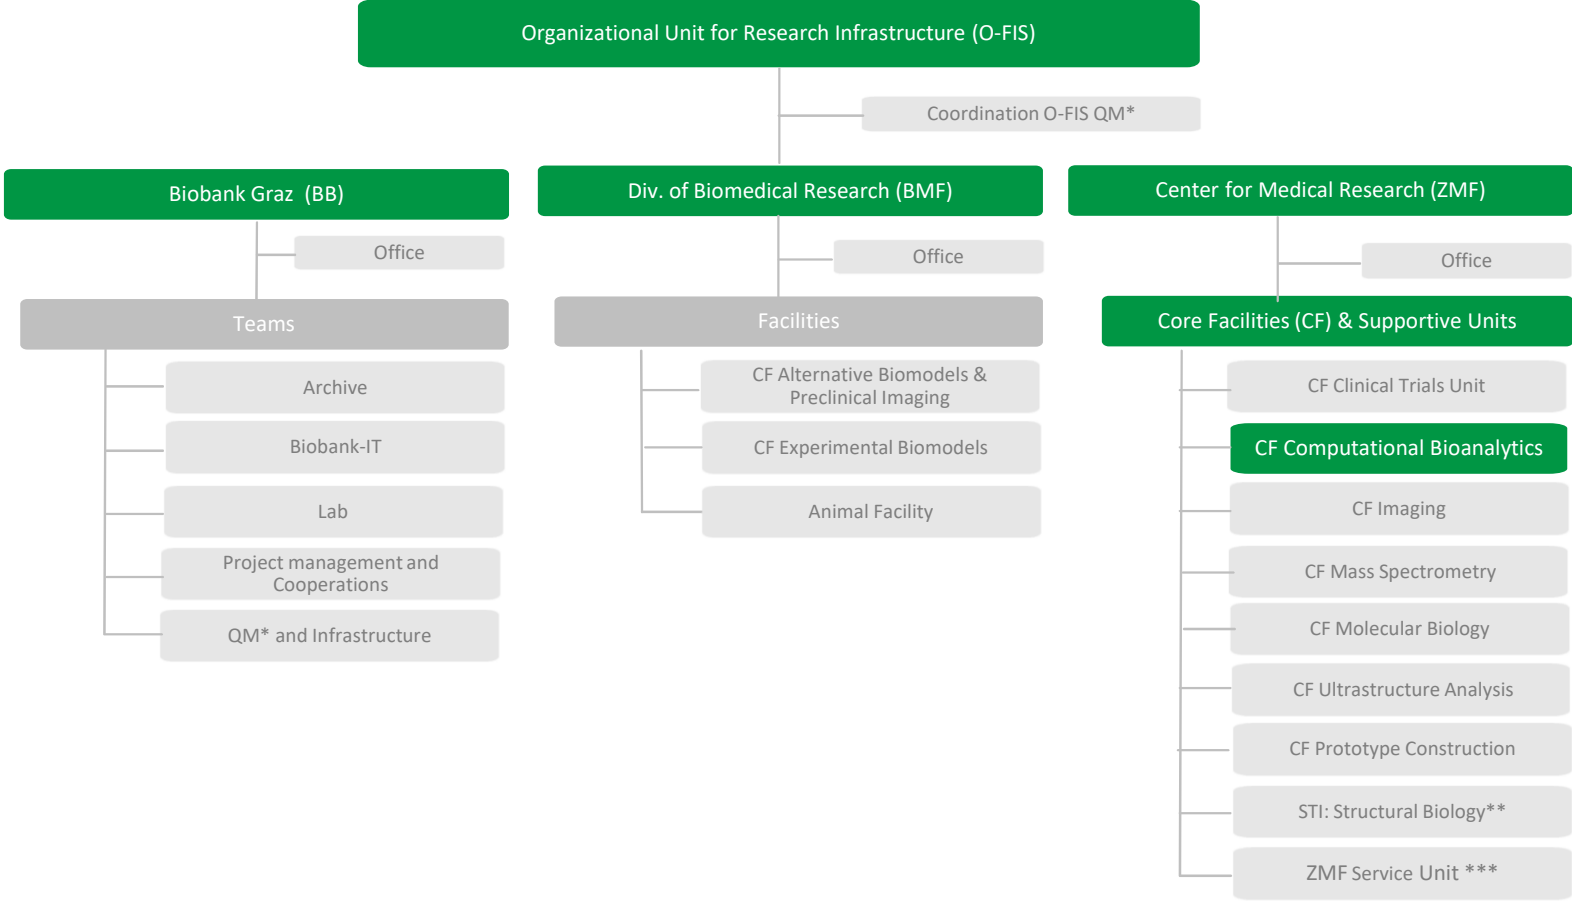 Organizational Unit for Research Infrastructure (O-FIS)
Coordination O-FIS QM*
Biobank Graz (BB)
Office
Teams
Archive
Biobank-IT
Lab
Project management and
Cooperations
QM* and Infrastructure
Div. of Biomedical Research (BMF)
Office
Facilities
CF Alternative Biomodels &
Preclinical Imaging
CF Experimental Biomodels
Animal Facility
Center for Medical Research (ZMF)
Office
Core Facilities (CF) & Supportive Units
CF Clinical Trials Unit
CF Computational Bioanalytics
CF Imaging
CF Mass Spectrometry
CF Molecular Biology
CF Ultrastructure Analysis
CF Prototype Construction
STI: Structural Biology**
ZMF Service Unit ***